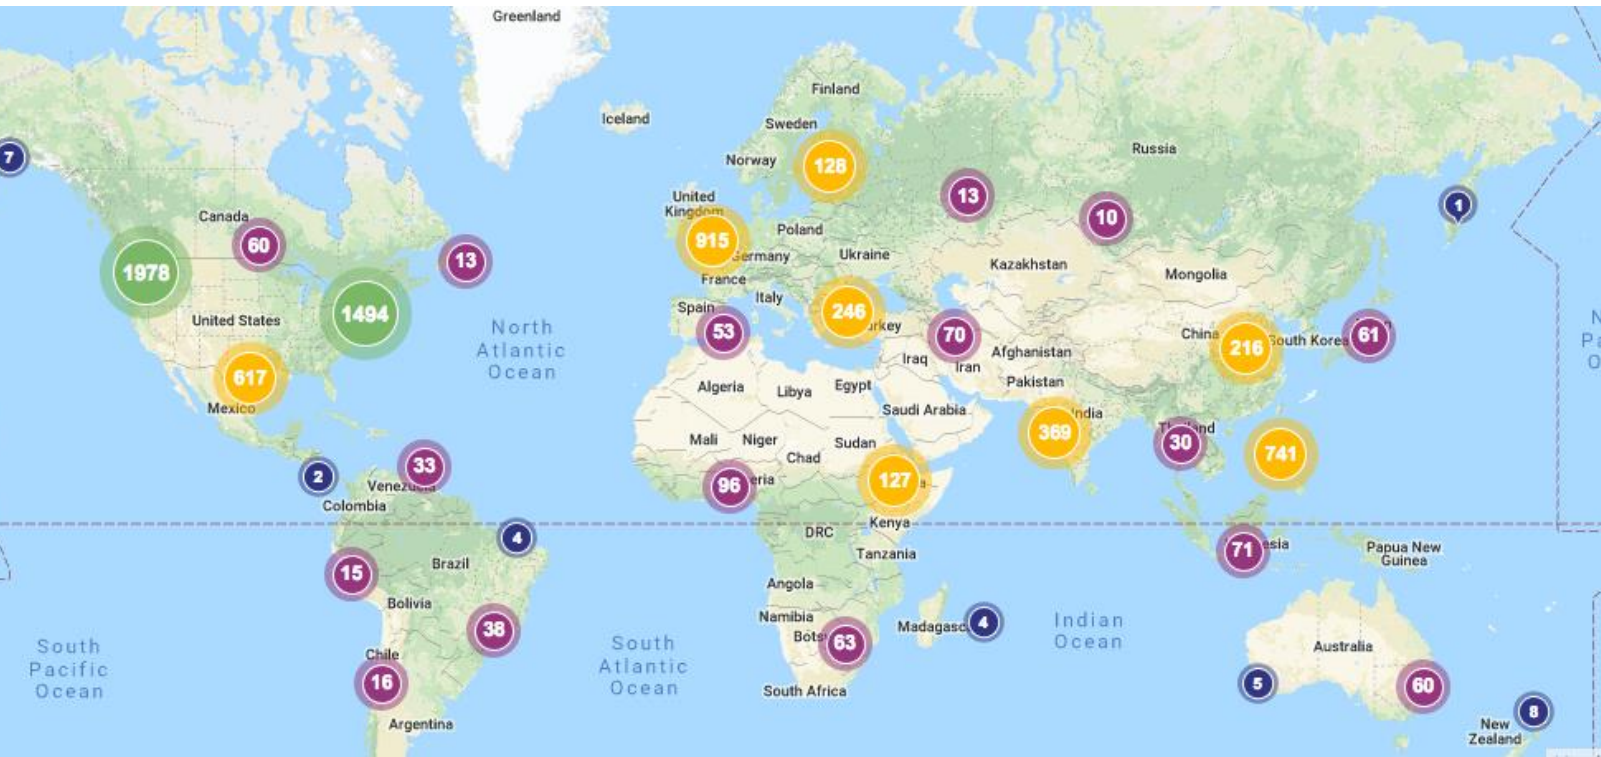 Greenland
Finland
Iceland
Sweden
Russia
7
Norway
128
13
United
Kingdom
1
Canada
10
60
915
Poland
13
Germany
Ukraine
Kazakhstan
Mongolia
1978
France
Italy
1494
United States
Spain
246
North
Atlantic
Ocean
53
70
China
216
South Korea
61
Iraq
Iran
Afghanistan
Pakistan
617
Algeria
Libya
Egypt
Mexico
Saudi Arabia
India
369
Mali
Niger
Chad
Sudan
30
741
33
2
Colombia
96
eria
127
Kenya
4
DRC
Tanzania
71
esia
Papua New
Guinea
15
Brazil
Bolivia
Angola
Namibia
38
63
Madagasc
4
Indian
Ocean
South
Pacific
Ocean
South
Atlantic
Ocean
Australia
Chile
16
South Africa
5
60
8
Argentina
New
Zealand